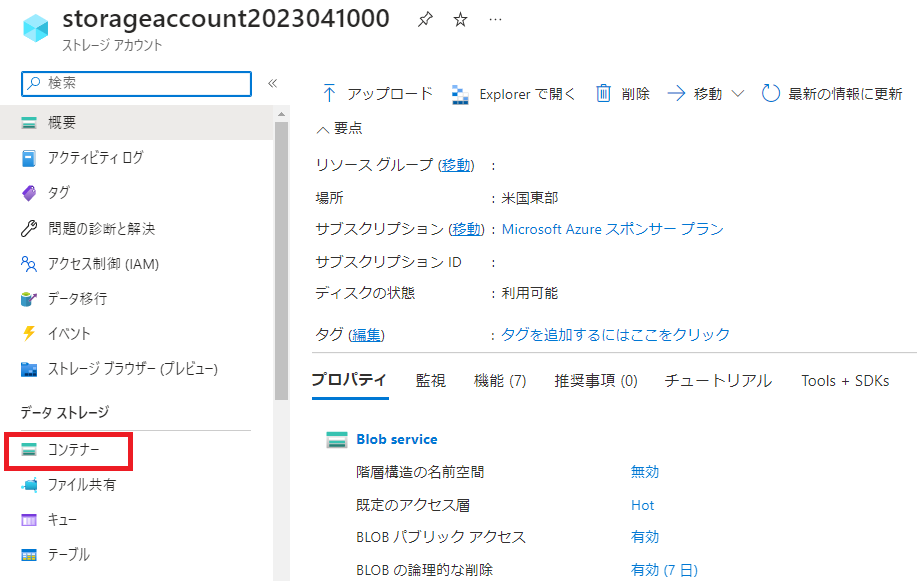 storageaccount2023041000
ストレージ アカウント
検索
概要
アクティビティ ログ
タグ
問題の診断と解決
アクセス制御 (IAM)
データ移行
イベント
ストレージ ブラウザー (プレビュー)
データ ストレージ
コンテナー
ファイル共有
キュー
テーブル
アップロード Explorer で開く 削除 移動 最新の情報に更新
要点
リソース グループ (移動) :
場所 : 米国東部
サブスクリプション (移動) : Microsoft Azure スポンサー プラン
サブスクリプション ID :
ディスクの状態 : 利用可能
タグ (編集) : タグを追加するにはここをクリック
プロパティ 監視 機能 (7) 推奨事項 (0) チュートリアル Tools + SDKs
Blob service
階層構造の名前空間 無効
既定のアクセス層 Hot
BLOB パブリック アクセス 有効
BLOB の論理的な削除 有効 (7 日)